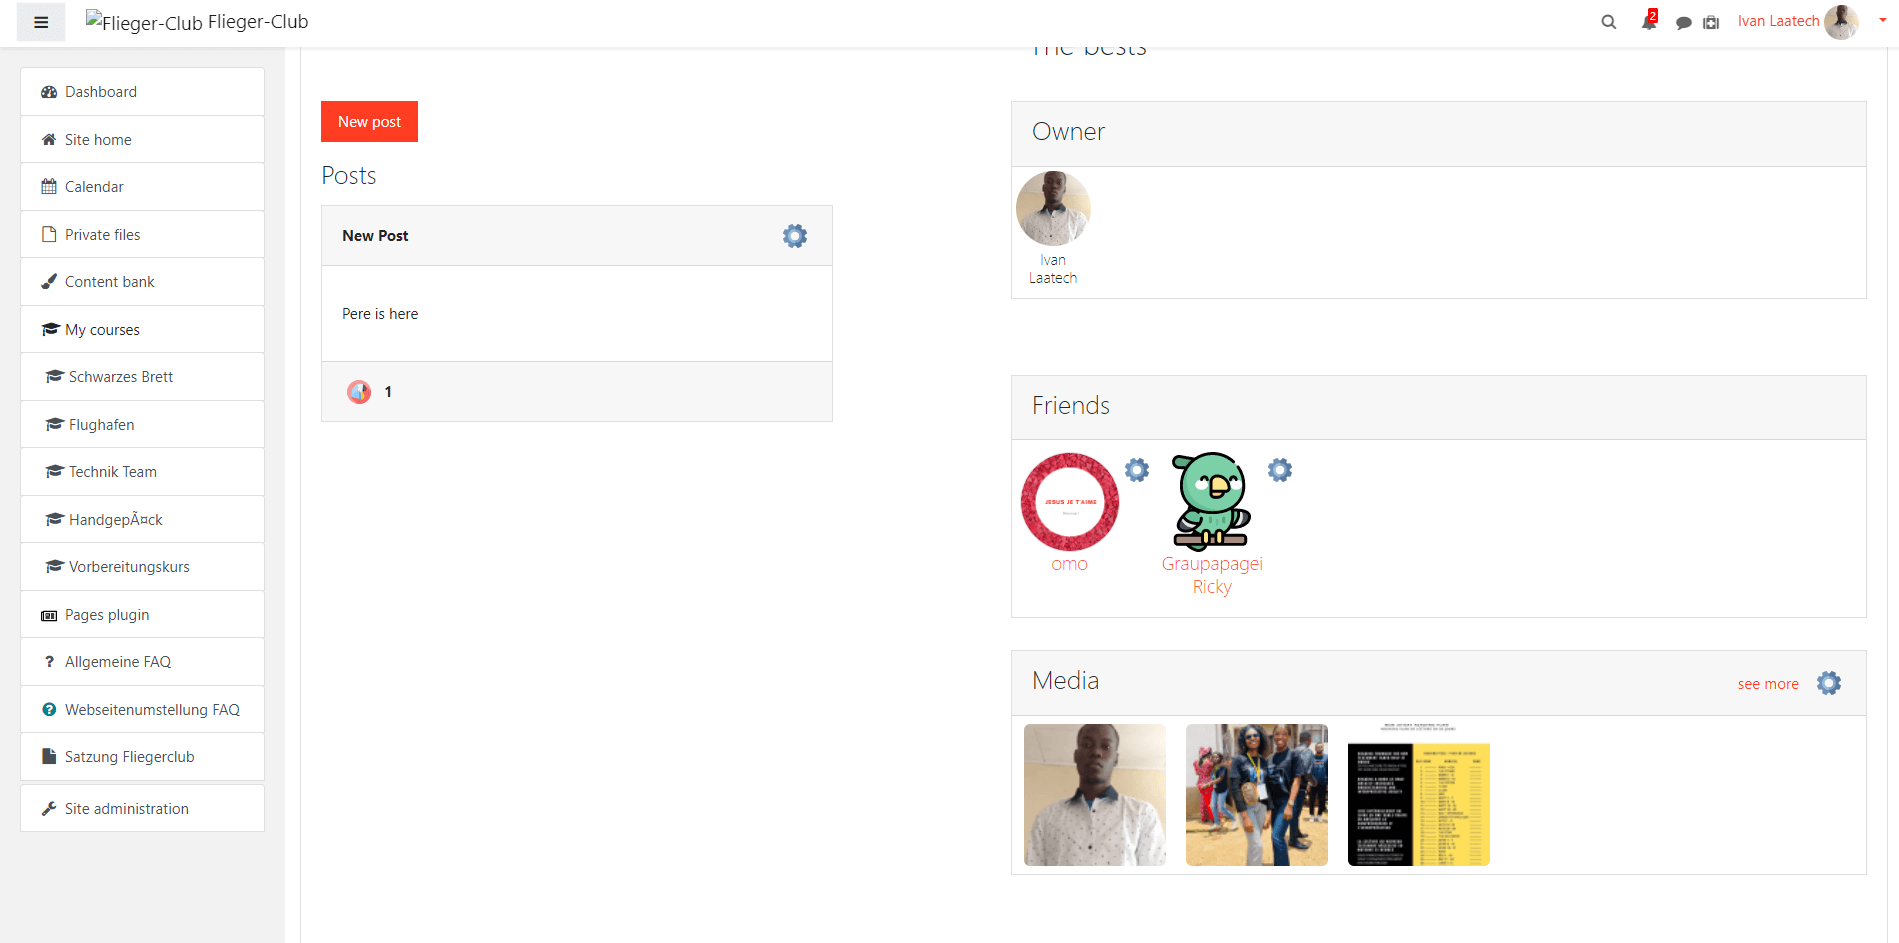 Flieger-Club Flieger-Club
2
Ivan Laatech
Dashboard
Site home
Calendar
Private files
Content bank
My courses
Schwarzes Brett
Flughafen
Technik Team
HandgepÃ¤ck
Vorbereitungskurs
Pages plugin
Allgemeine FAQ
Webseitenumstellung FAQ
Satzung Fliegerclub
Site administration
New post
Posts
New Post
Pere is here
1
The bests
Owner
Ivan
Laatech
Friends
JESUS JE T'AIME
omo
Graupapagei
Ricky
Media
see more